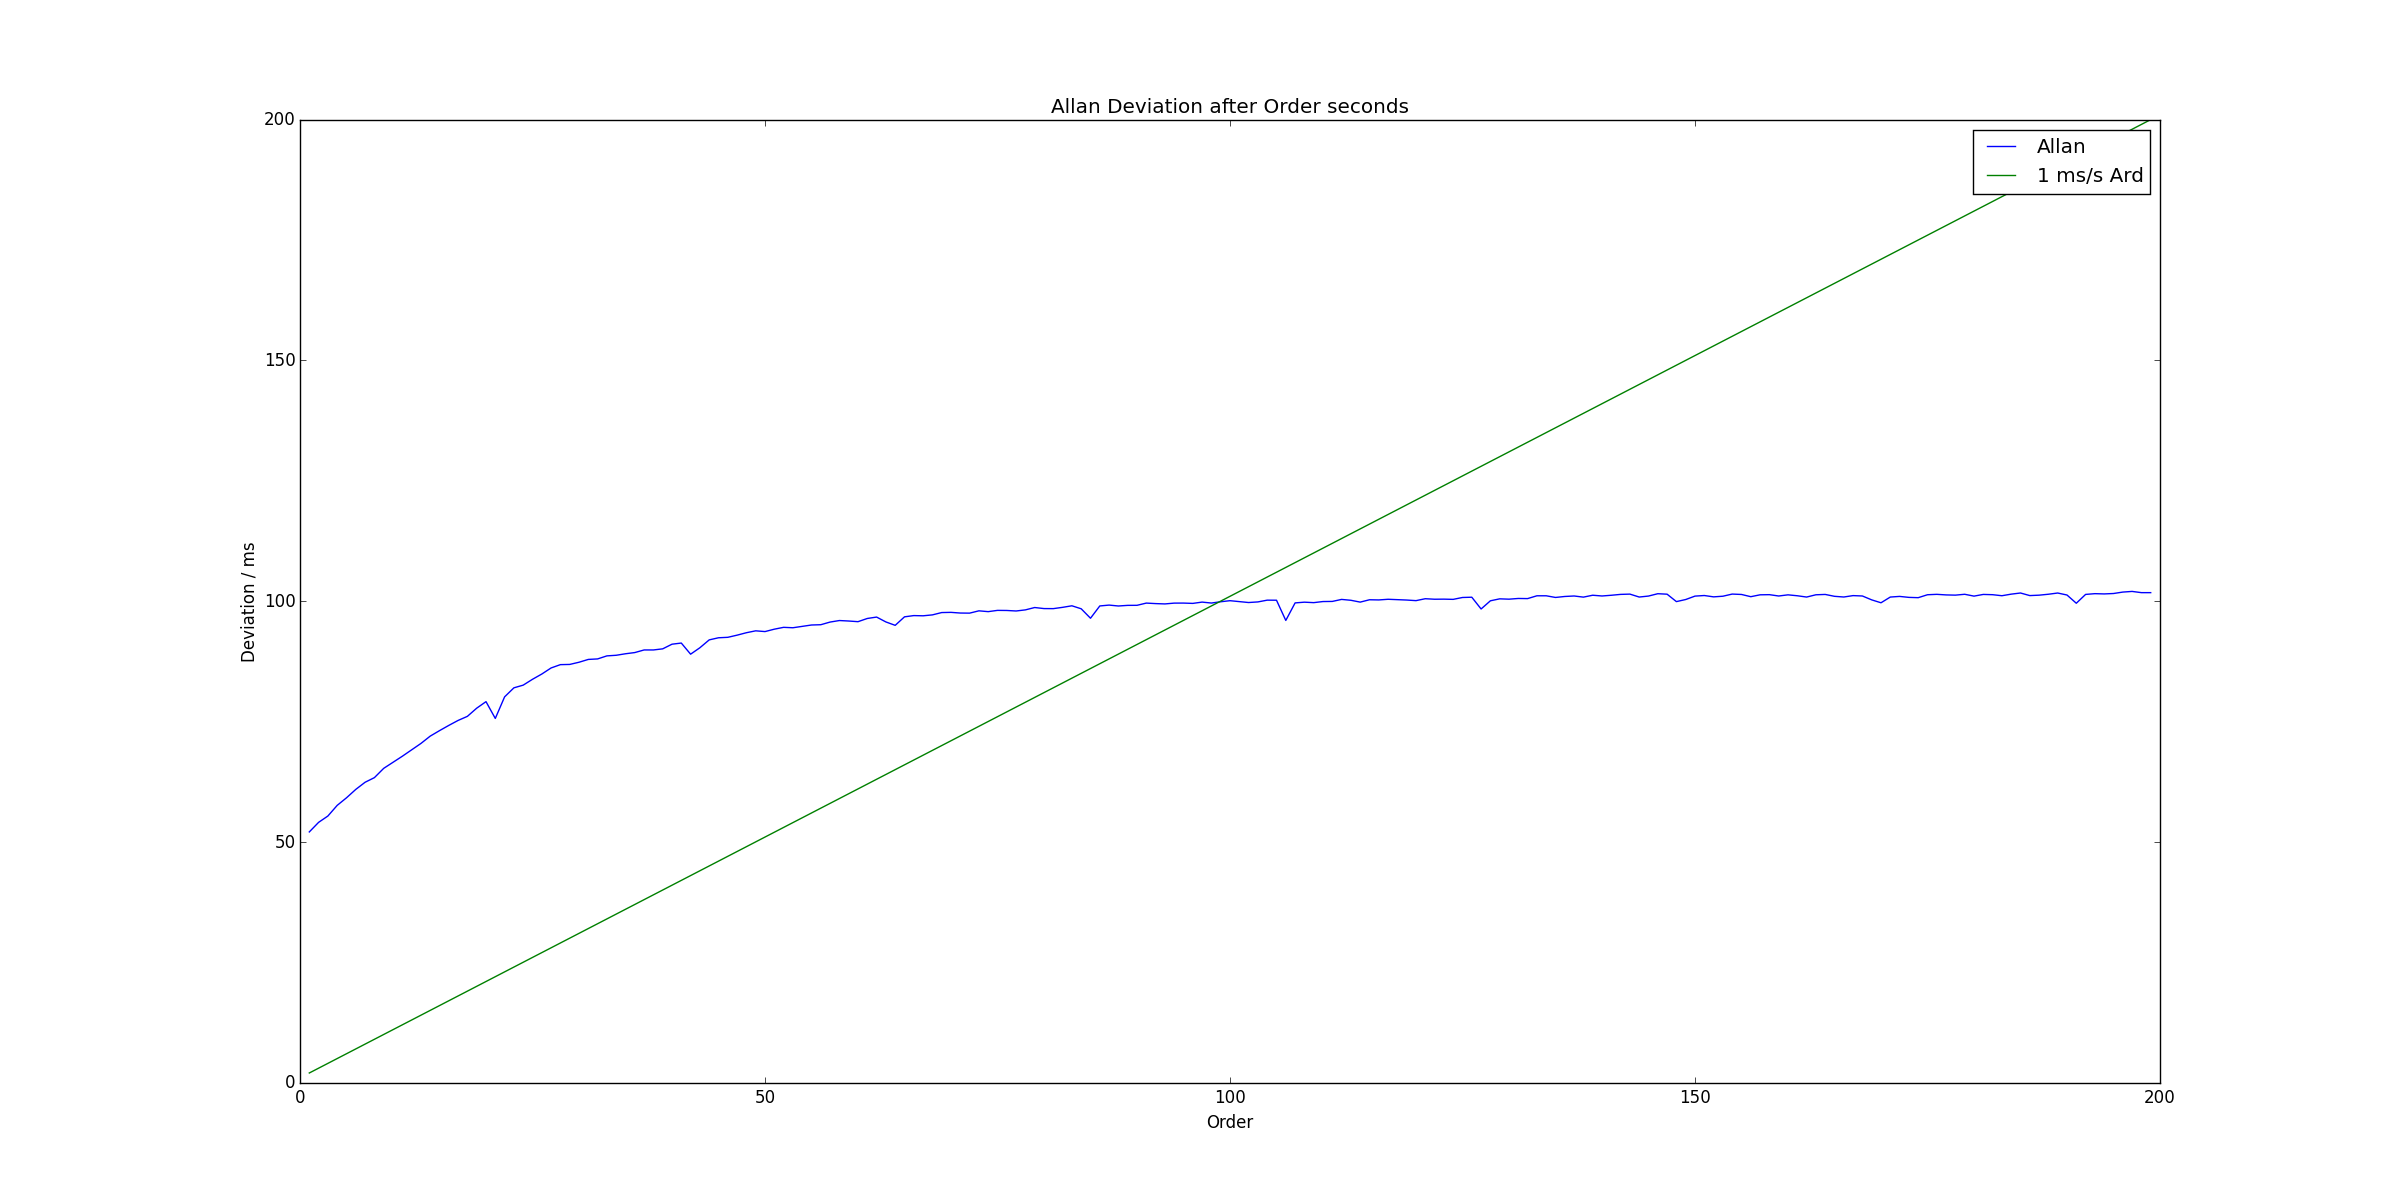 Allan Deviation after Order seconds
200
150
100
50
0
Deviation / ms
Allan
1 ms/s Ard
0 50 100 150 200
Order